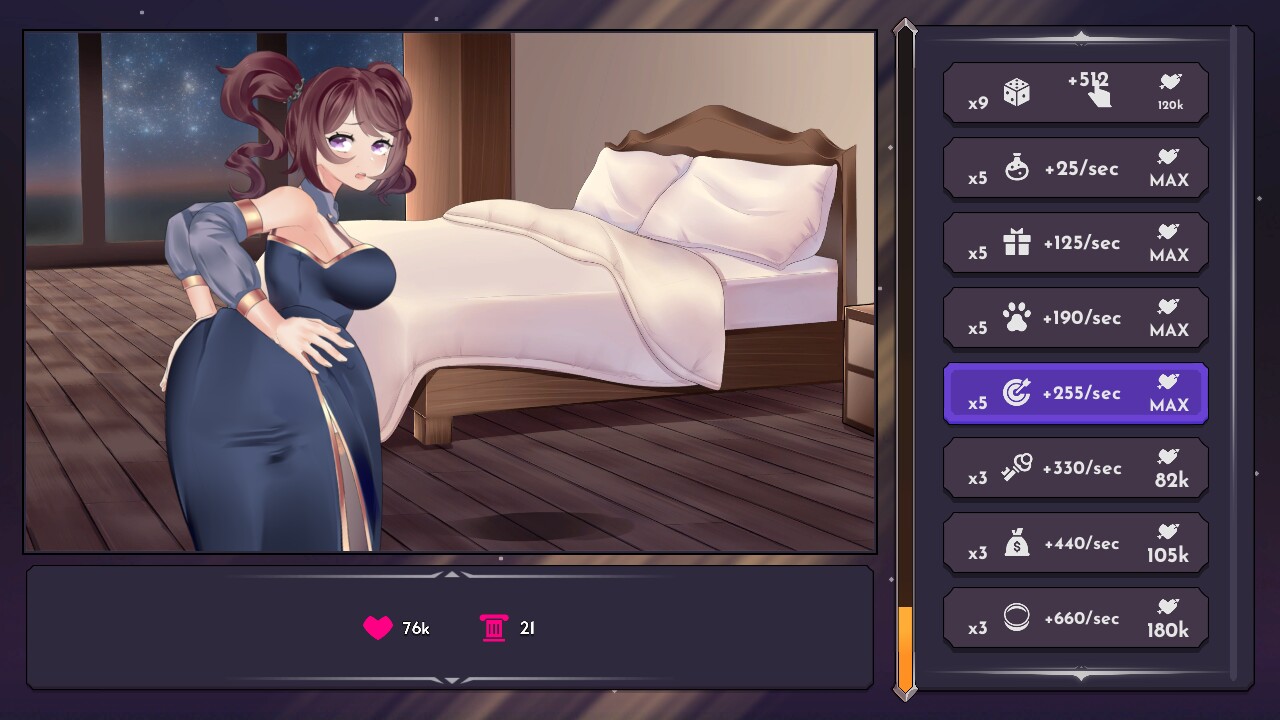 x9 +512 120k
x5 +25/sec MAX
x5 +125/sec MAX
x5 +190/sec MAX
x5 +255/sec MAX
x3 +330/sec 82k
x3 +440/sec 105k
x3 +660/sec 180k
76k 21